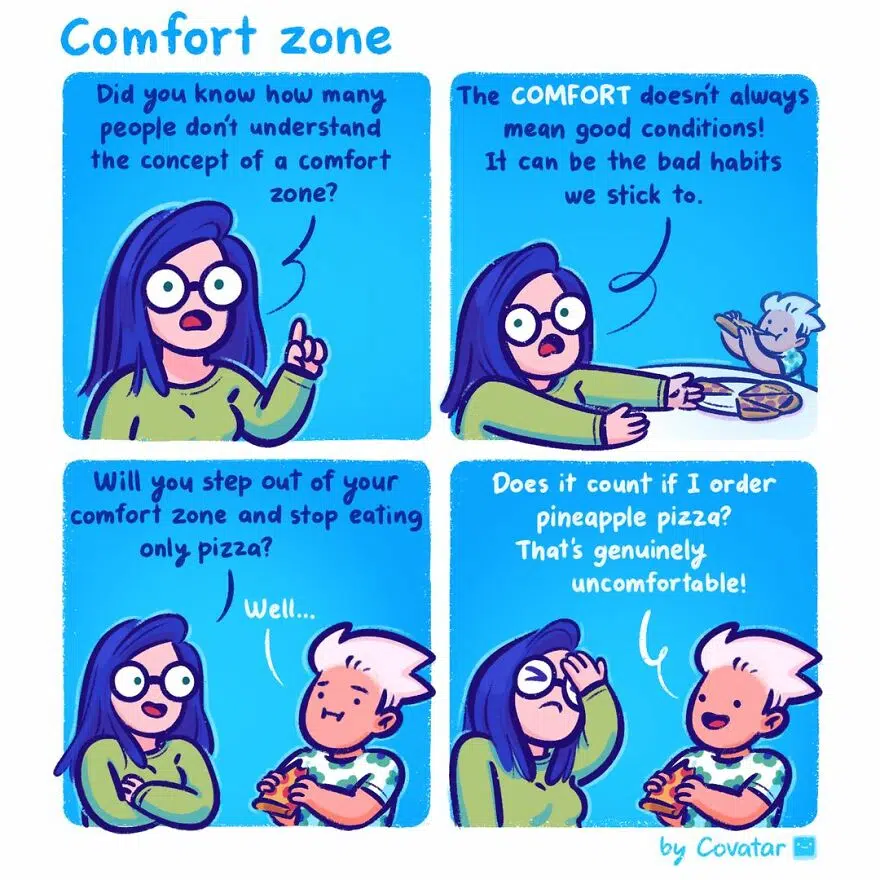 Comfort zone
Did you know how many
people don't understand
the concept of a comfort
zone?
The COMFORT doesn't always
mean good conditions!
It can be the bad habits
we stick to.
Will you step out of your
comfort zone and stop eating
only pizza?
Well...
Does it count if I order
pineapple pizza?
That's genuinely
uncomfortable!
by Covatar